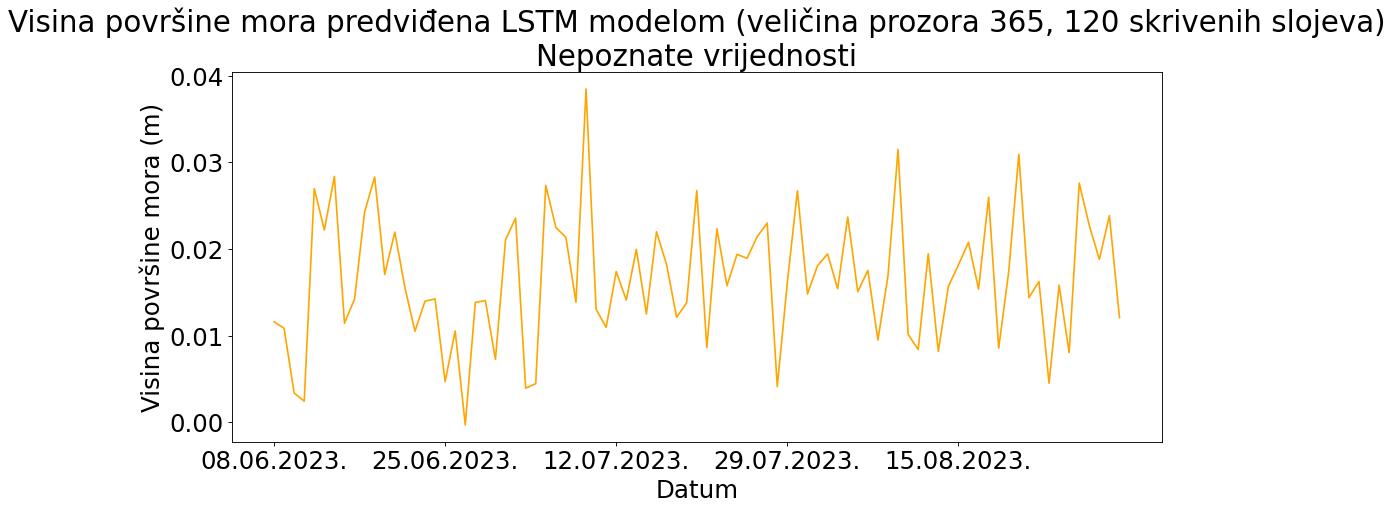 Visina površine mora predviđena LSTM modelom (veličina prozora 365, 120 skrivenih slojeva)
Nepoznate vrijednosti
0.04
0.03
0.02
0.01
0.00
Visina površine mora (m)
08.06.2023. 25.06.2023. 12.07.2023. 29.07.2023. 15.08.2023.
Datum